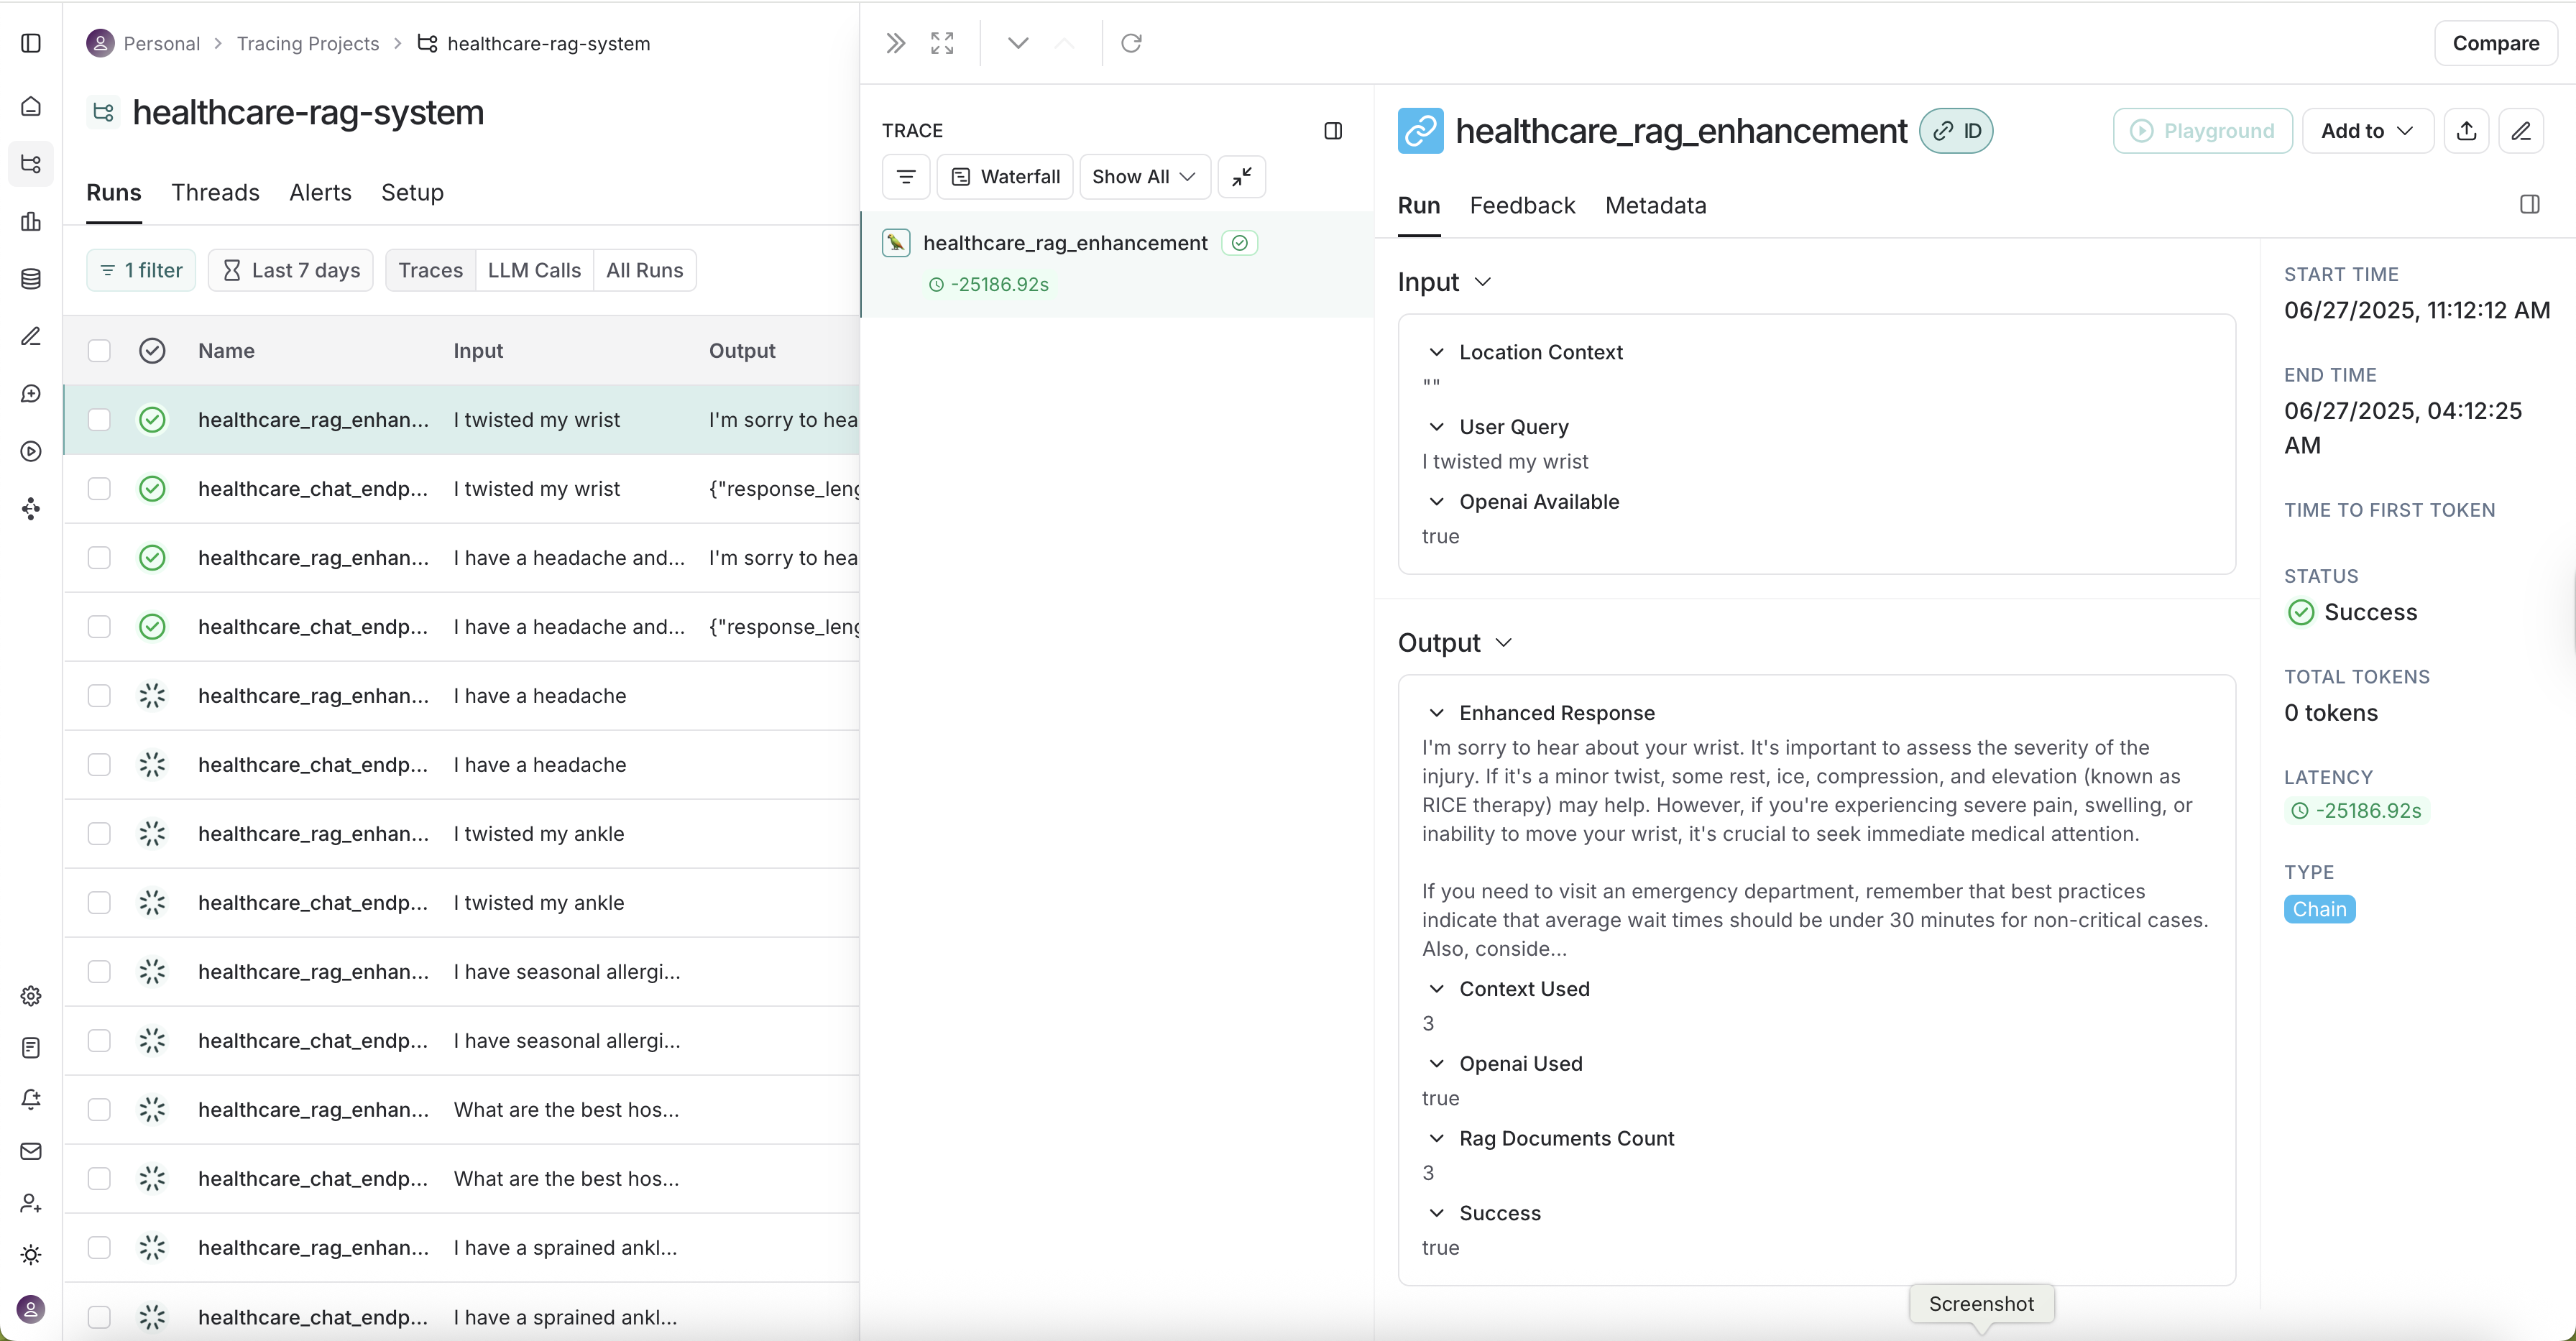 Personal > Tracing Projects > healthcare-rag-system
healthcare-rag-system
Runs Threads Alerts Setup
1 filter Last 7 days Traces LLM Calls All Runs
Name Input Output
healthcare_rag_enhan... I twisted my wrist I'm sorry to hea
healthcare_chat_endp... I twisted my wrist {"response_leng
healthcare_rag_enhan... I have a headache and... I'm sorry to hea
healthcare_chat_endp... I have a headache and... {"response_leng
healthcare_rag_enhan... I have a headache
healthcare_chat_endp... I have a headache
healthcare_rag_enhan... I twisted my ankle
healthcare_chat_endp... I twisted my ankle
healthcare_rag_enhan... I have seasonal allergi...
healthcare_chat_endp... I have seasonal allergi...
healthcare_rag_enhan... What are the best hos...
healthcare_chat_endp... What are the best hos...
healthcare_rag_enhan... I have a sprained ankl...
healthcare_chat_endp... I have a sprained ankl...
Compare
TRACE
Waterfall Show All
healthcare_rag_enhancement
-25186.92s
healthcare_rag_enhancement ID
Playground Add to
Run Feedback Metadata
Input
Location Context
""
User Query
I twisted my wrist
Openai Available
true
Output
Enhanced Response
I'm sorry to hear about your wrist. It's important to assess the severity of the
injury. If it's a minor twist, some rest, ice, compression, and elevation (known as
RICE therapy) may help. However, if you're experiencing severe pain, swelling, or
inability to move your wrist, it's crucial to seek immediate medical attention.
If you need to visit an emergency department, remember that best practices
indicate that average wait times should be under 30 minutes for non-critical cases.
Also, conside...
Context Used
3
Openai Used
true
Rag Documents Count
3
Success
true
START TIME
06/27/2025, 11:12:12 AM
END TIME
06/27/2025, 04:12:25
AM
TIME TO FIRST TOKEN
STATUS
Success
TOTAL TOKENS
0 tokens
LATENCY
-25186.92s
TYPE
Chain
Screenshot